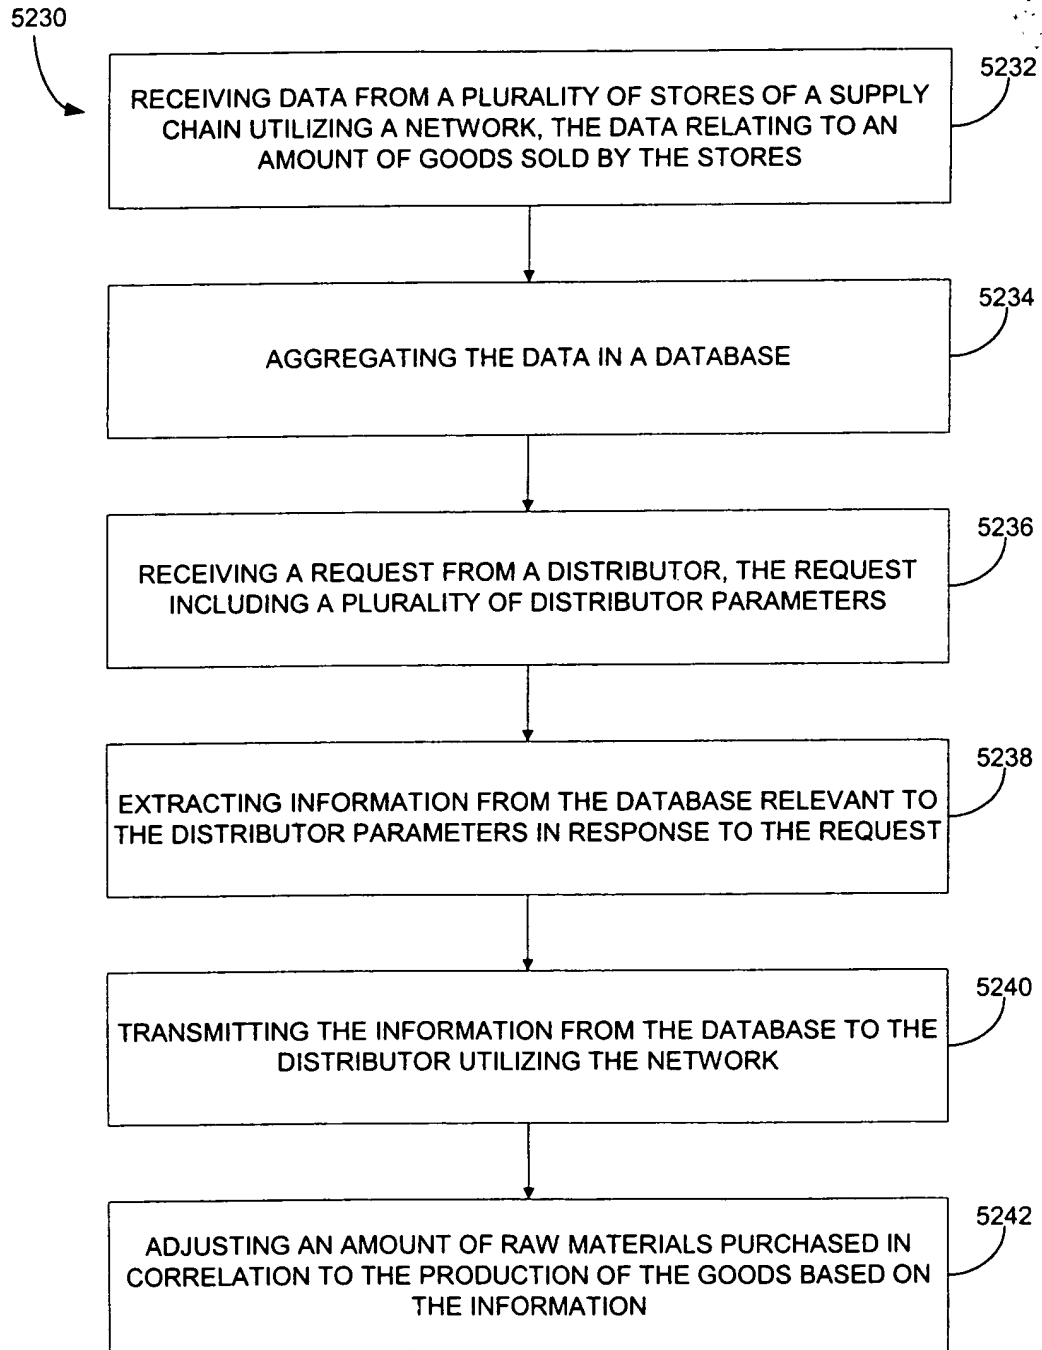 5230
5232
RECEIVING DATA FROM A PLURALITY OF STORES OF A SUPPLY
CHAIN UTILIZING A NETWORK, THE DATA RELATING TO AN
AMOUNT OF GOODS SOLD BY THE STORES
5234
AGGREGATING THE DATA IN A DATABASE
5236
RECEIVING A REQUEST FROM A DISTRIBUTOR, THE REQUEST
INCLUDING A PLURALITY OF DISTRIBUTOR PARAMETERS
5238
EXTRACTING INFORMATION FROM THE DATABASE RELEVANT TO
THE DISTRIBUTOR PARAMETERS IN RESPONSE TO THE REQUEST
5240
TRANSMITTING THE INFORMATION FROM THE DATABASE TO THE
DISTRIBUTOR UTILIZING THE NETWORK
5242
ADJUSTING AN AMOUNT OF RAW MATERIALS PURCHASED IN
CORRELATION TO THE PRODUCTION OF THE GOODS BASED ON
THE INFORMATION